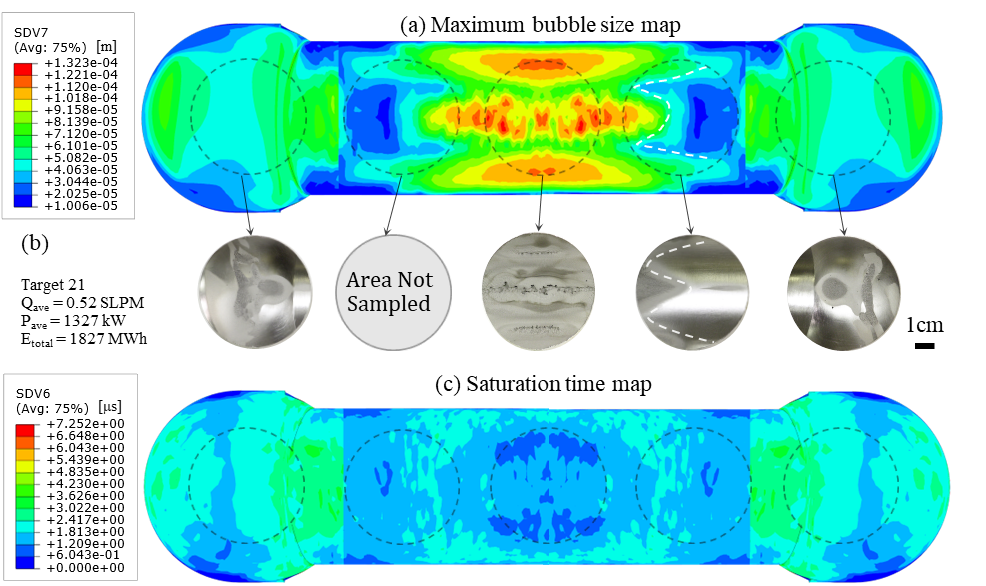 (a) Maximum bubble size map
SDV7
(Avg: 75%) [m]
+1.323e-04
+1.221e-04
+1.120e-04
+1.018e-04
+9.158e-05
+8.139e-05
+7.120e-05
+6.101e-05
+5.082e-05
+4.063e-05
+3.044e-05
+2.025e-05
+1.006e-05
(b)
Target 21
Qave = 0.52 SLPM
Pave = 1327 kW
Etotal = 1827 MWh
Area Not
Sampled
1cm
(c) Saturation time map
SDV6
(Avg: 75%) [µs]
+7.252e+00
+6.648e+00
+6.043e+00
+5.439e+00
+4.835e+00
+4.230e+00
+3.626e+00
+3.022e+00
+2.417e+00
+1.813e+00
+1.209e+00
+6.043e-01
+0.000e+00